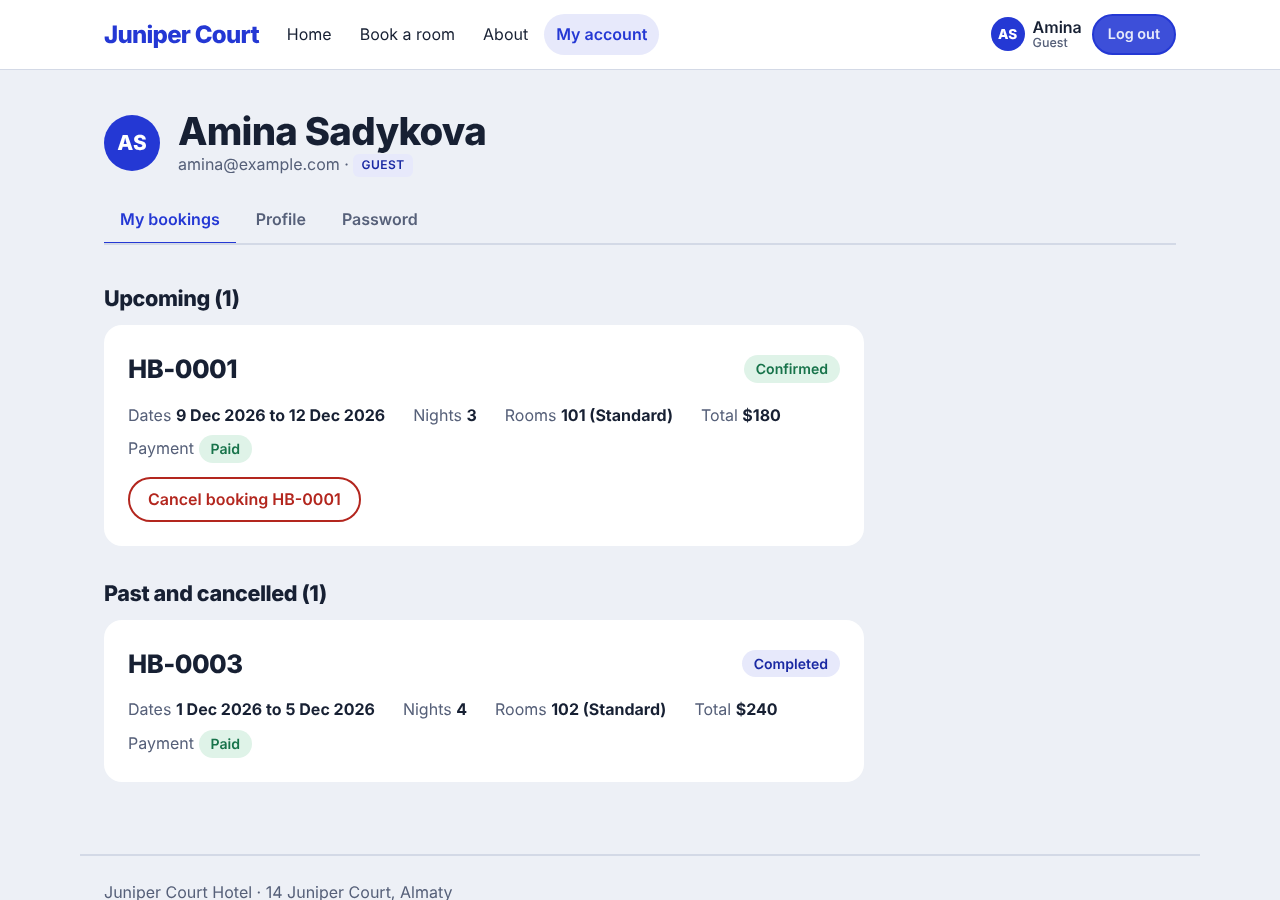 Juniper Court Home Book a room About My account AS Amina Guest Log out
AS Amina Sadykova
amina@example.com · GUEST
My bookings Profile Password
Upcoming (1)
HB-0001 Confirmed
Dates 9 Dec 2026 to 12 Dec 2026 Nights 3 Rooms 101 (Standard) Total $180
Payment Paid
Cancel booking HB-0001
Past and cancelled (1)
HB-0003 Completed
Dates 1 Dec 2026 to 5 Dec 2026 Nights 4 Rooms 102 (Standard) Total $240
Payment Paid
Juniper Court Hotel · 14 Juniper Court, Almaty